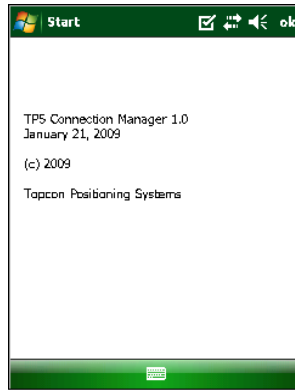 Start
ok
TPS Connection Manager 1.0
January 21, 2009
(c) 2009
Topcon Positioning Systems